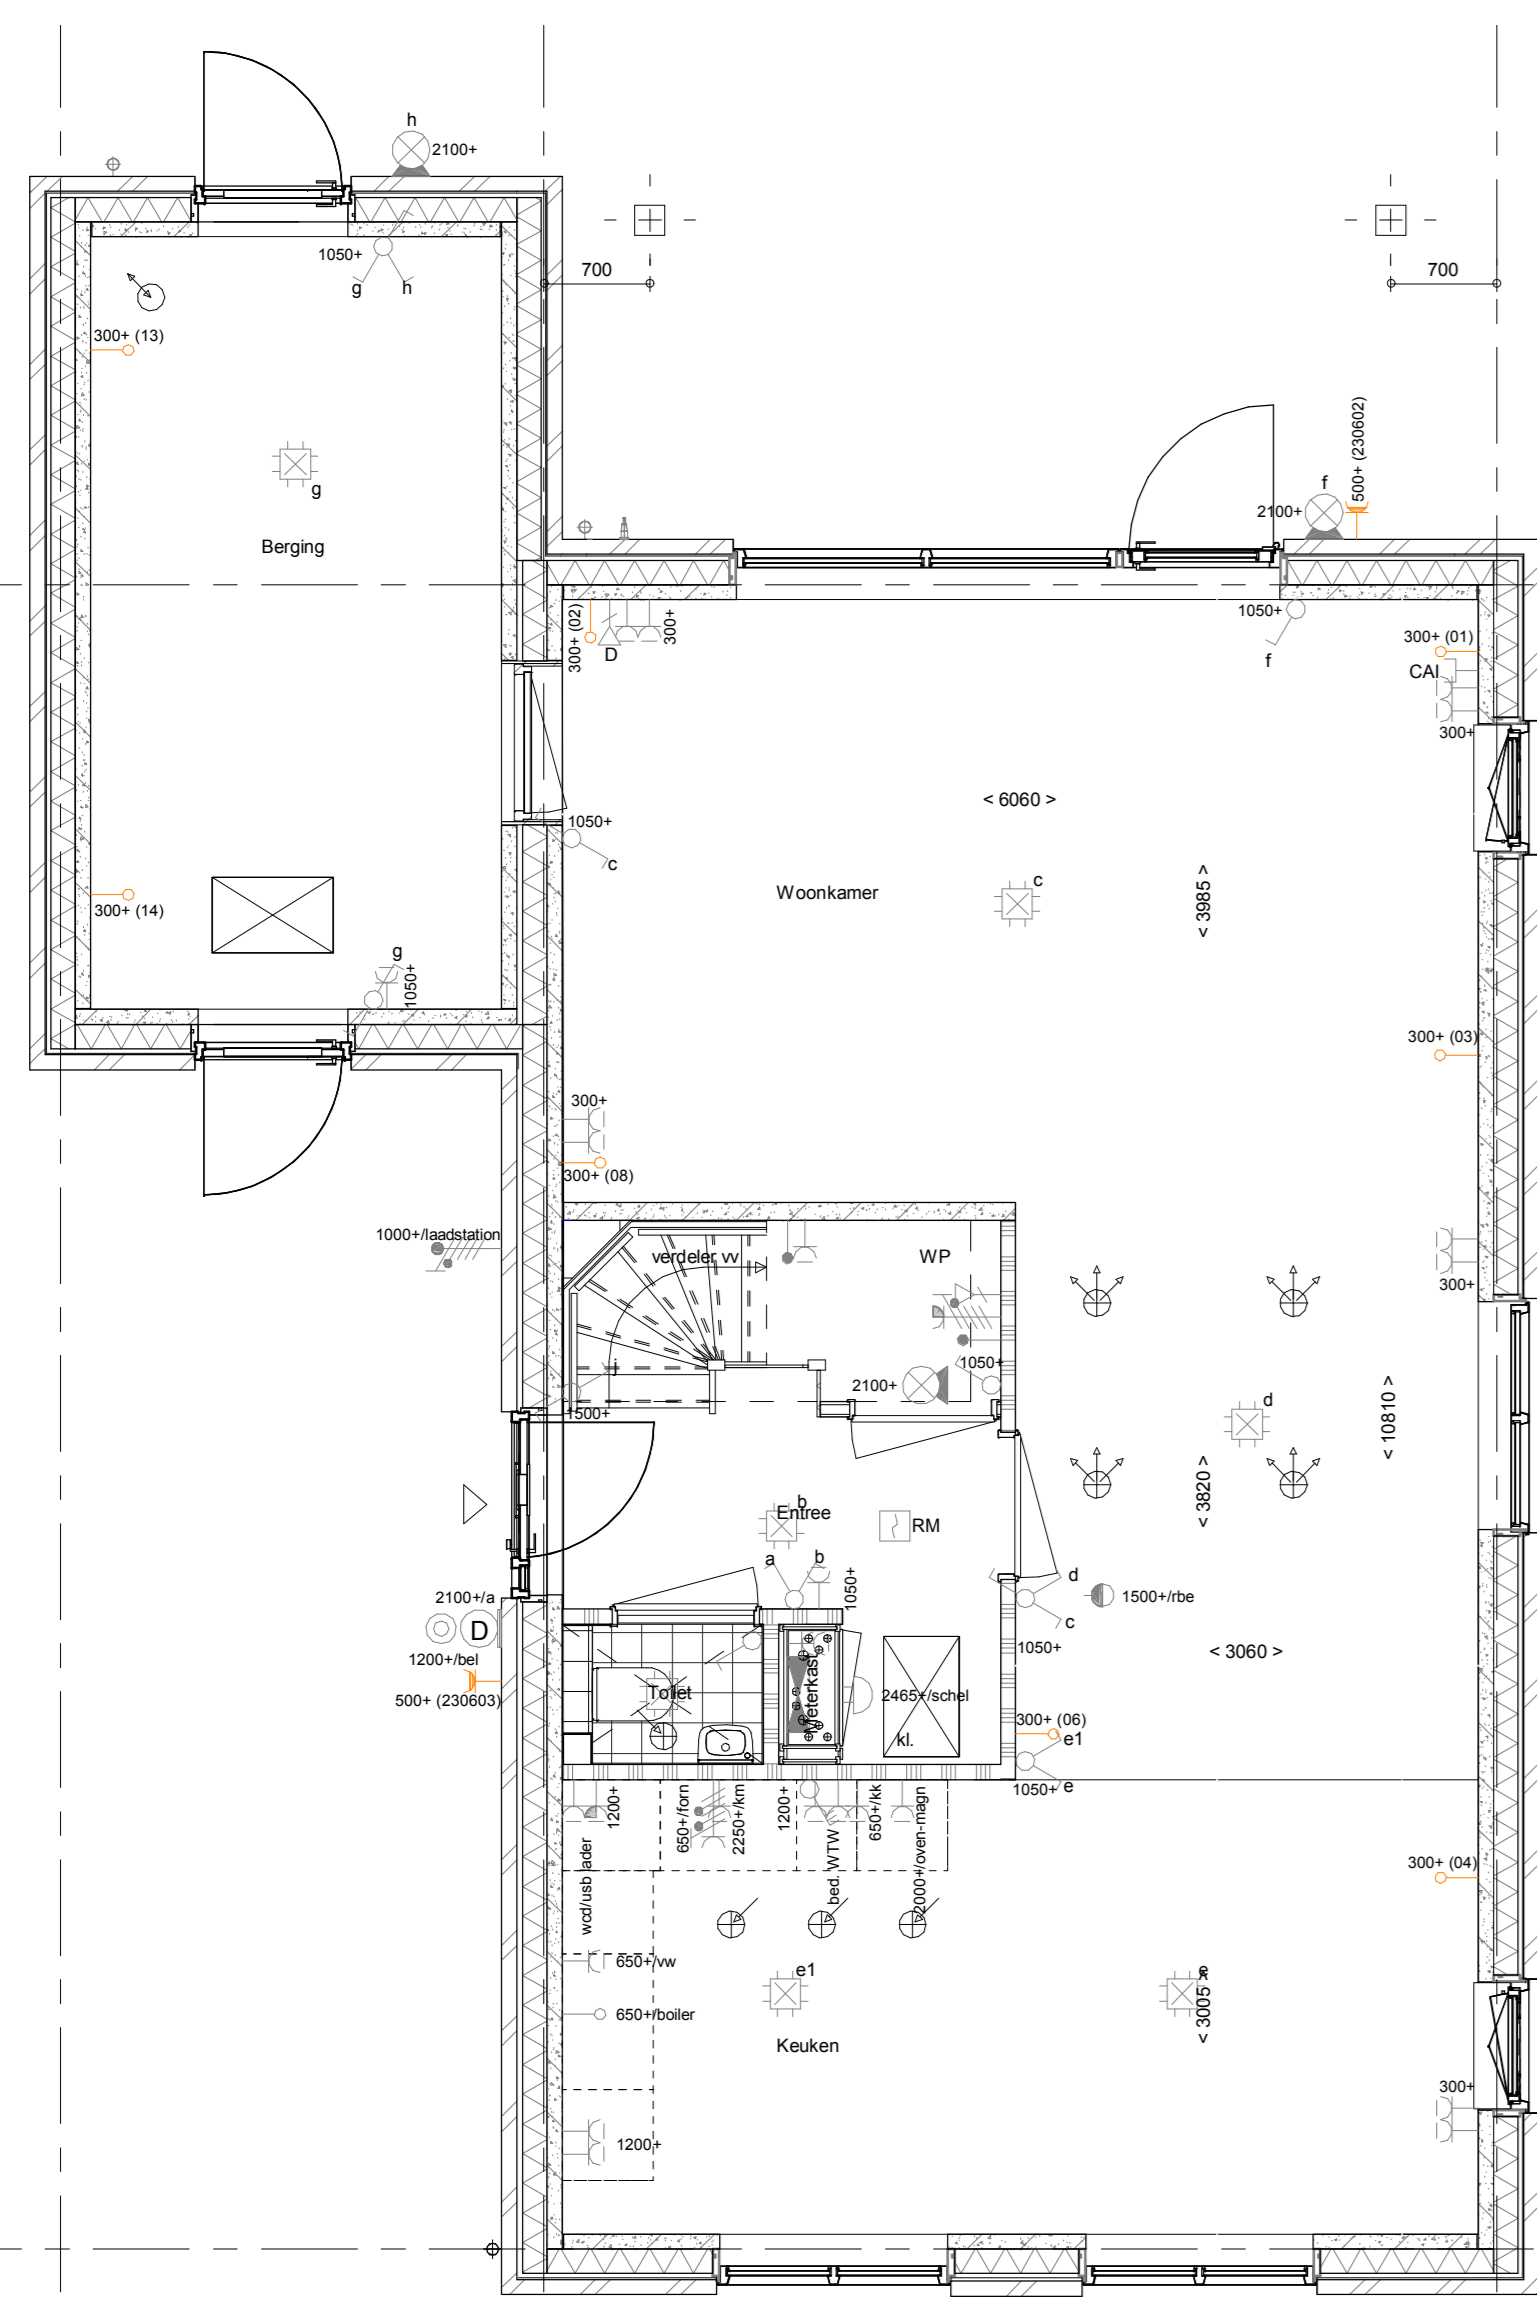 h
2100+
1050+
g
h
700
700
300+ (13)
g
Berging
f
2100+
500+ (230602)
300+ (02)
D
300+
1050+
f
300+ (01)
CAI
300+
< 6060 >
1050+
c
Woonkamer
c
< 3985 >
300+ (14)
g
1050+
300+ (03)
300+
300+ (08)
1000+/laadstation
verdeler vv
WP
300+
j
2100+
1050+
1500+
d
< 10810 >
< 3820 >
b
Entree
RM
a
b
1050+
d
c
1050+
1500+/rbe
2100+/a
D
1200+/bel
500+ (230603)
< 3060 >
Toilet
Meterkast
2465+/schel
kl.
300+ (06)
e1
e
1050+
1200+
650+/forn
2250+/km
1200+
bed. WTW
650+/kk
2000+/oven-magn
wcd/usb lader
300+ (04)
650+/vw
e1
e
< 3005 >
650+/boiler
Keuken
300+
1200+